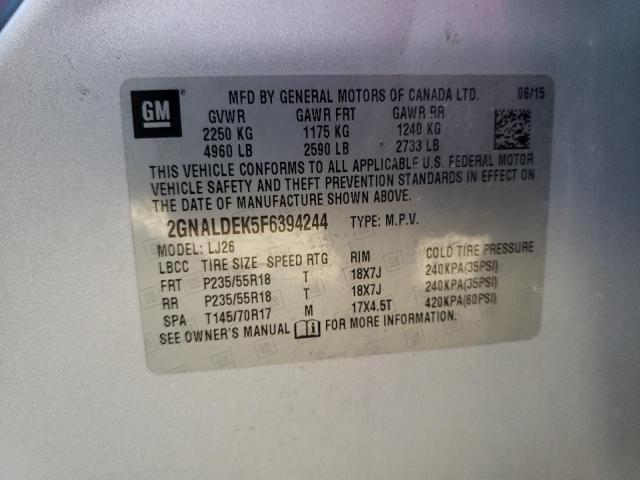 GM ®
MFD BY GENERAL MOTORS OF CANADA LTD. 06/15
GVWR GAWR FRT GAWR RR
2250 KG 1175 KG 1240 KG
4960 LB 2590 LB 2733 LB
THIS VEHICLE CONFORMS TO ALL APPLICABLE U.S. FEDERAL MOTOR
VEHICLE SAFETY AND THEFT PREVENTION STANDARDS IN EFFECT ON
THE DATE OF MANUFACTURE SHOWN ABOVE.
2GNALDEK5F6394244 TYPE: M.P.V.
MODEL: LJ26
LBCC TIRE SIZE SPEED RTG RIM COLD TIRE PRESSURE
FRT P235/55R18 T 18X7J 240KPA(35PSI)
RR P235/55R18 T 18X7J 240KPA(35PSI)
SPA T145/70R17 M 17X4.5T 420KPA(60PSI)
SEE OWNER'S MANUAL FOR MORE INFORMATION.